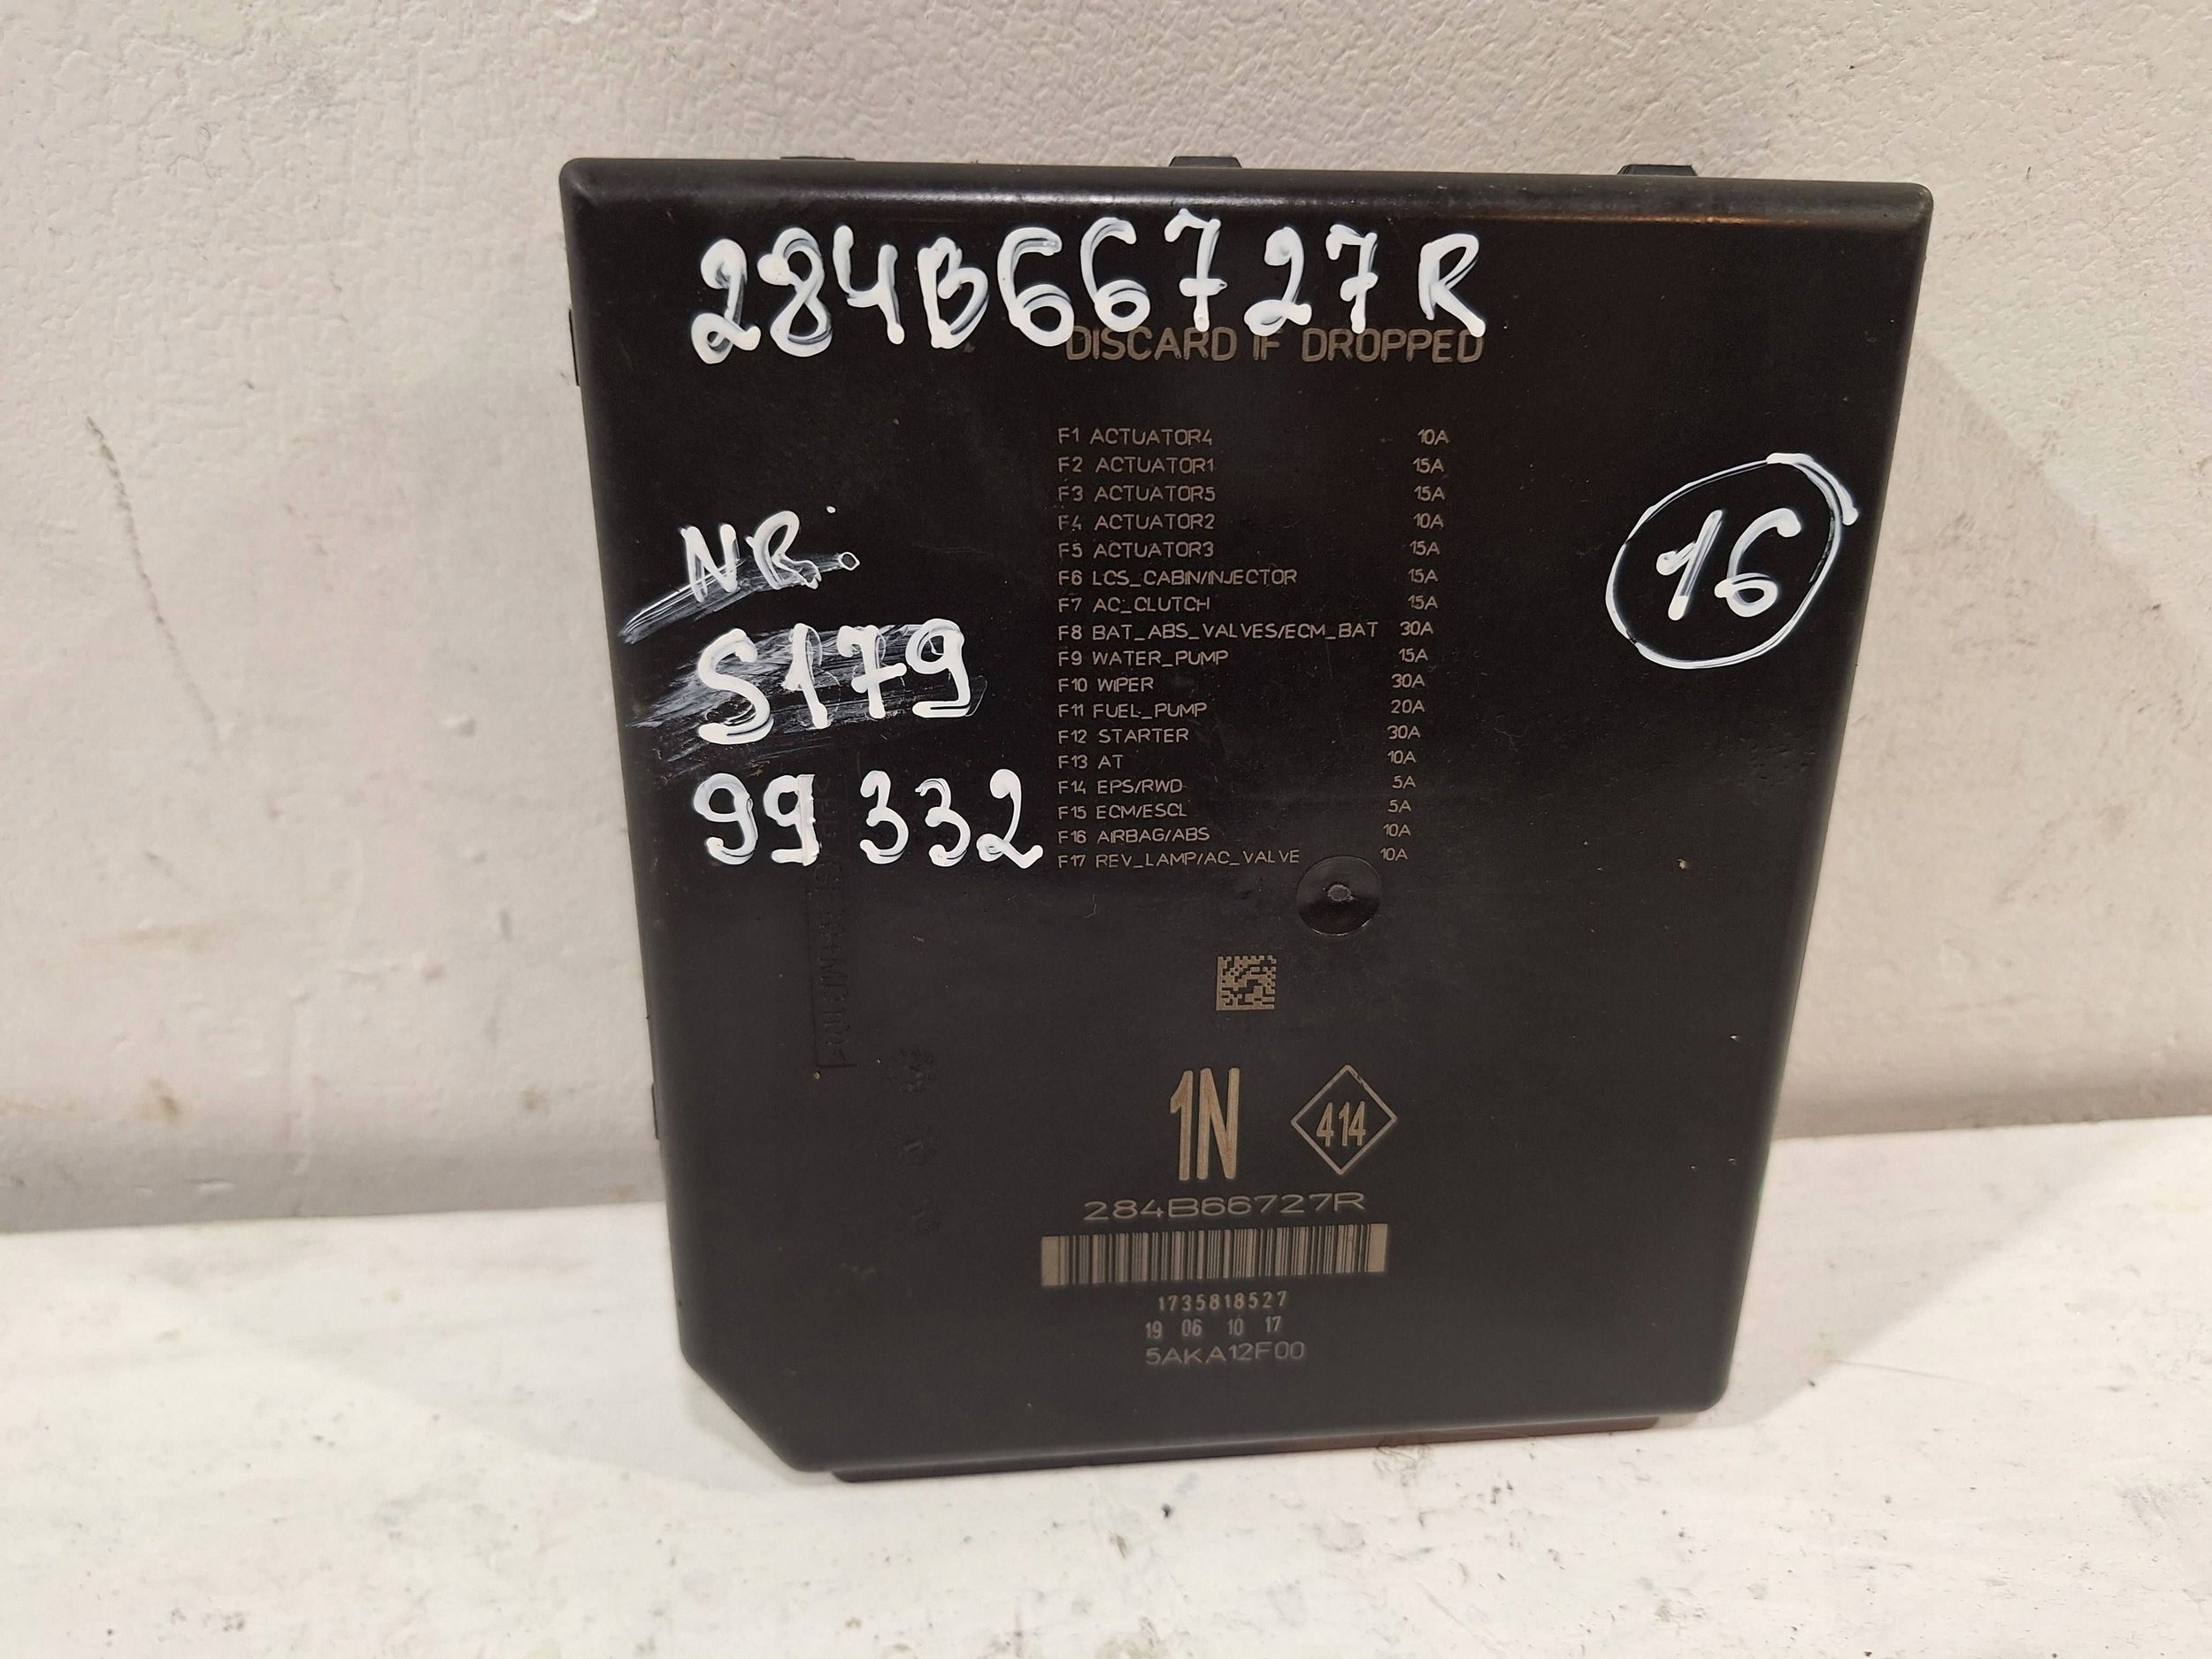 284B66727R
DISCARD IF DROPPED
F1 ACTUATOR4 10A
F2 ACTUATOR1 15A
F3 ACTUATOR5 15A
F4 ACTUATOR2 10A
F5 ACTUATOR3 15A
F6 LCS_CABIN/INJECTOR 15A
F7 AC_CLUTCH 15A
F8 BAT_ABS_VALVES/ECM_BAT 30A
F9 WATER_PUMP 15A
F10 WIPER 30A
F11 FUEL_PUMP 20A
F12 STARTER 30A
F13 AT 10A
F14 EPS/RWD 5A
F15 ECM/ESCL 5A
F16 AIRBAG/ABS 10A
F17 REV_LAMP/AC_VALVE 10A
NR.
S179
99 332
16
1N
414
284B66727R
1735818527
19 06 10 17
5AKA12F00